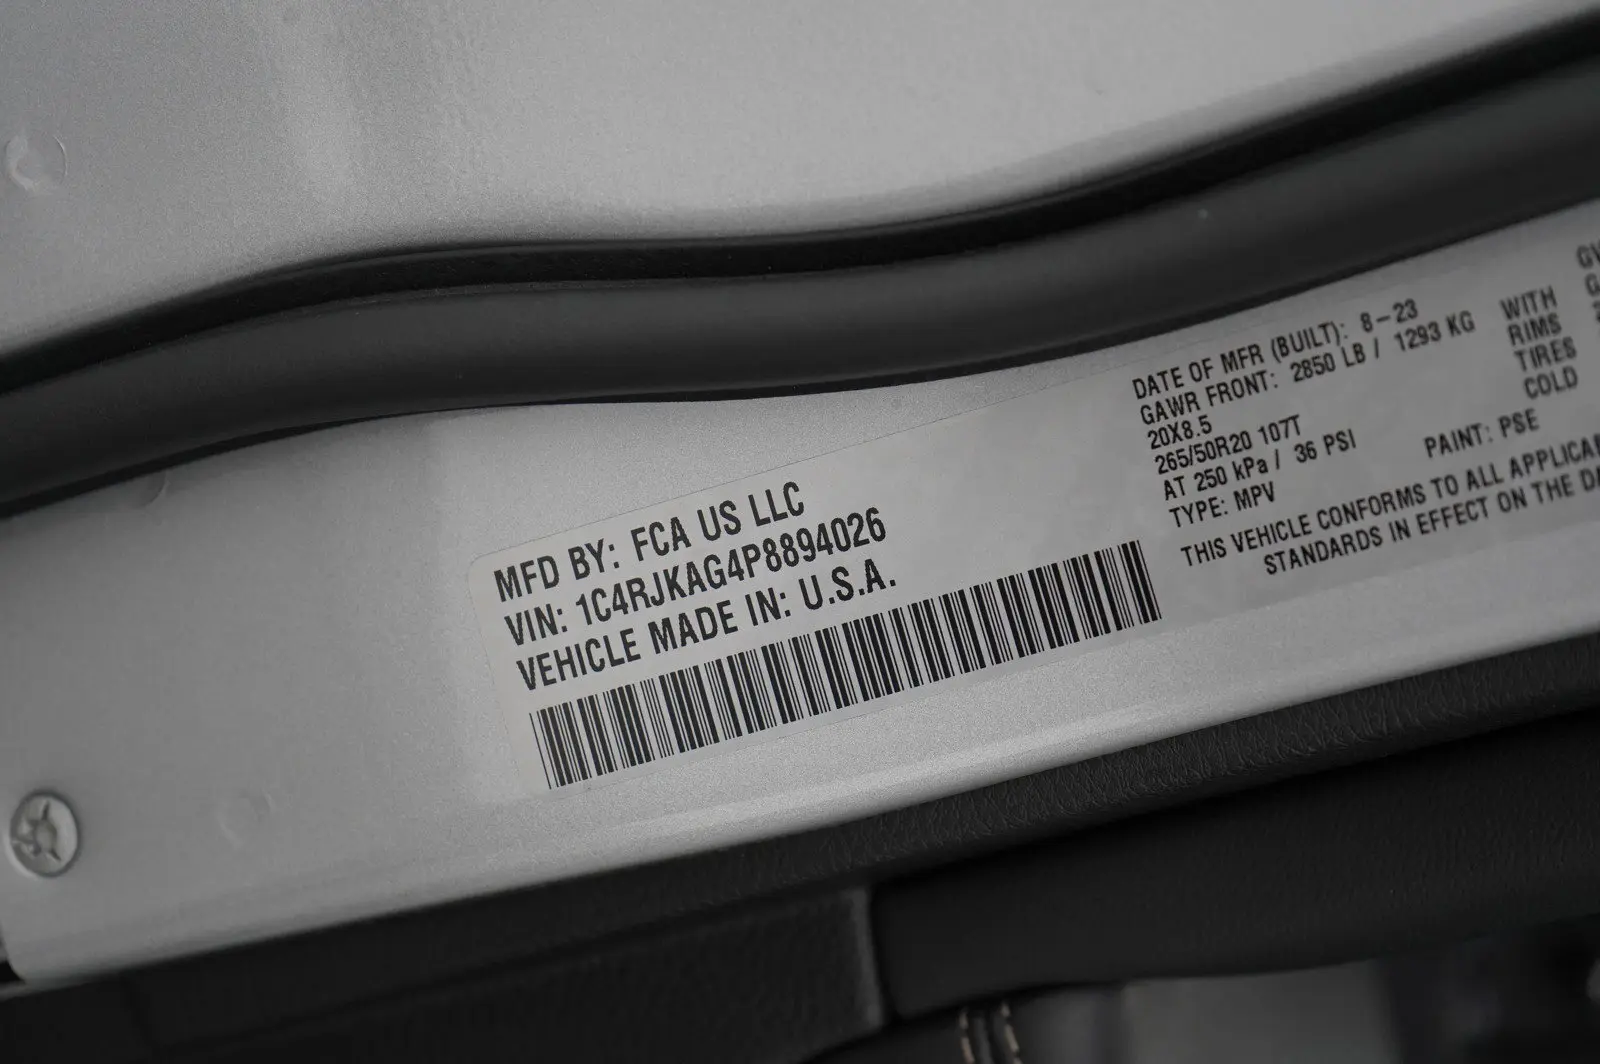 MFD BY: FCA US LLC
VIN: 1C4RJKAG4P8894026
VEHICLE MADE IN: U.S.A.
DATE OF MFR (BUILT): 8-23
GAWR FRONT: 2850 LB / 1293 KG
20X8.5
265/50R20 107T
AT 250 kPa / 36 PSI
TYPE: MPV
PAINT: PSE
THIS VEHICLE CONFORMS TO ALL
STANDARDS IN EFFECT ON THE
WITH
RIMS
TIRES
COLD